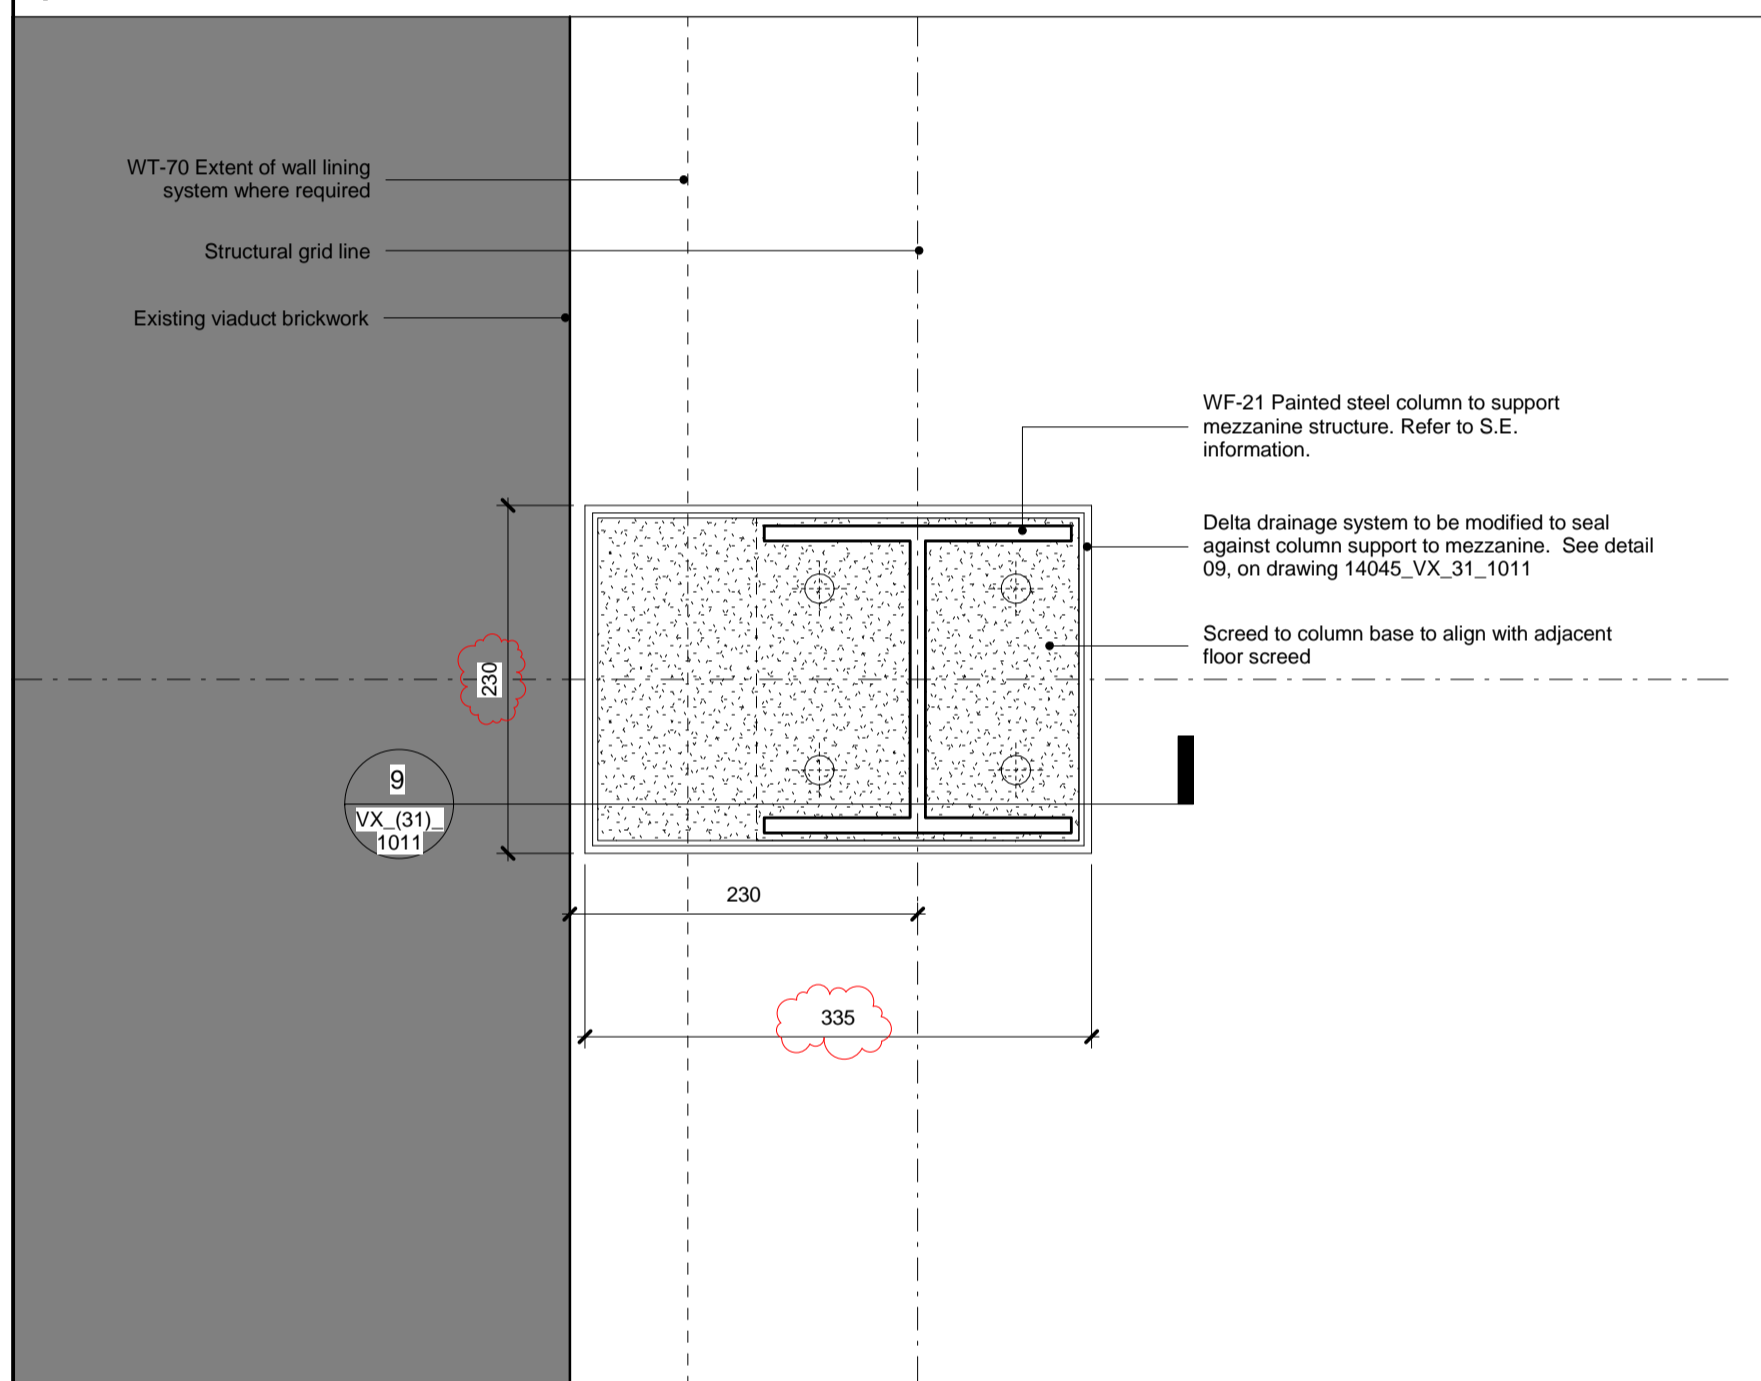 WT-70 Extent of wall lining
system where required
Structural grid line
Existing viaduct brickwork
WF-21 Painted steel column to support
mezzanine structure. Refer to S.E.
information.
Delta drainage system to be modified to seal
against column support to mezzanine. See detail
09, on drawing 14045_VX_31_1011
Screed to column base to align with adjacent
floor screed
230
9
VX_(31)_
1011
230
335